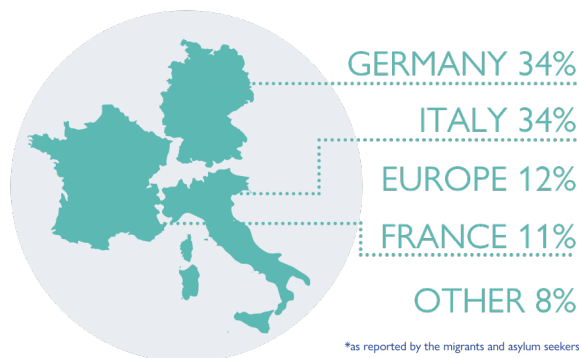 GERMANY 34%
ITALY 34%
EUROPE 12%
FRANCE 11%
OTHER 8%
*as reported by the migrants and asylum seekers